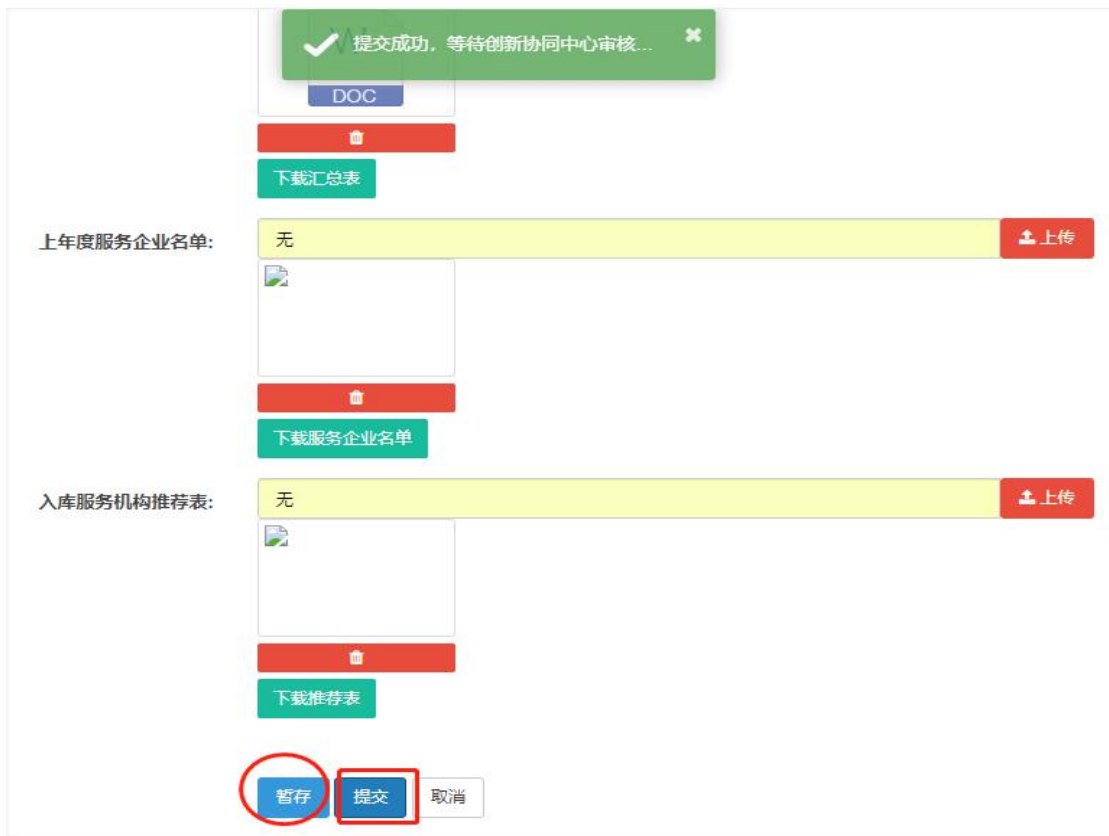 提交成功，等待创新协同中心审核...
DOC
下载汇总表
上年度服务企业名单:
无
上传
下载服务企业名单
入库服务机构推荐表:
无
上传
下载推荐表
暂存
提交
取消